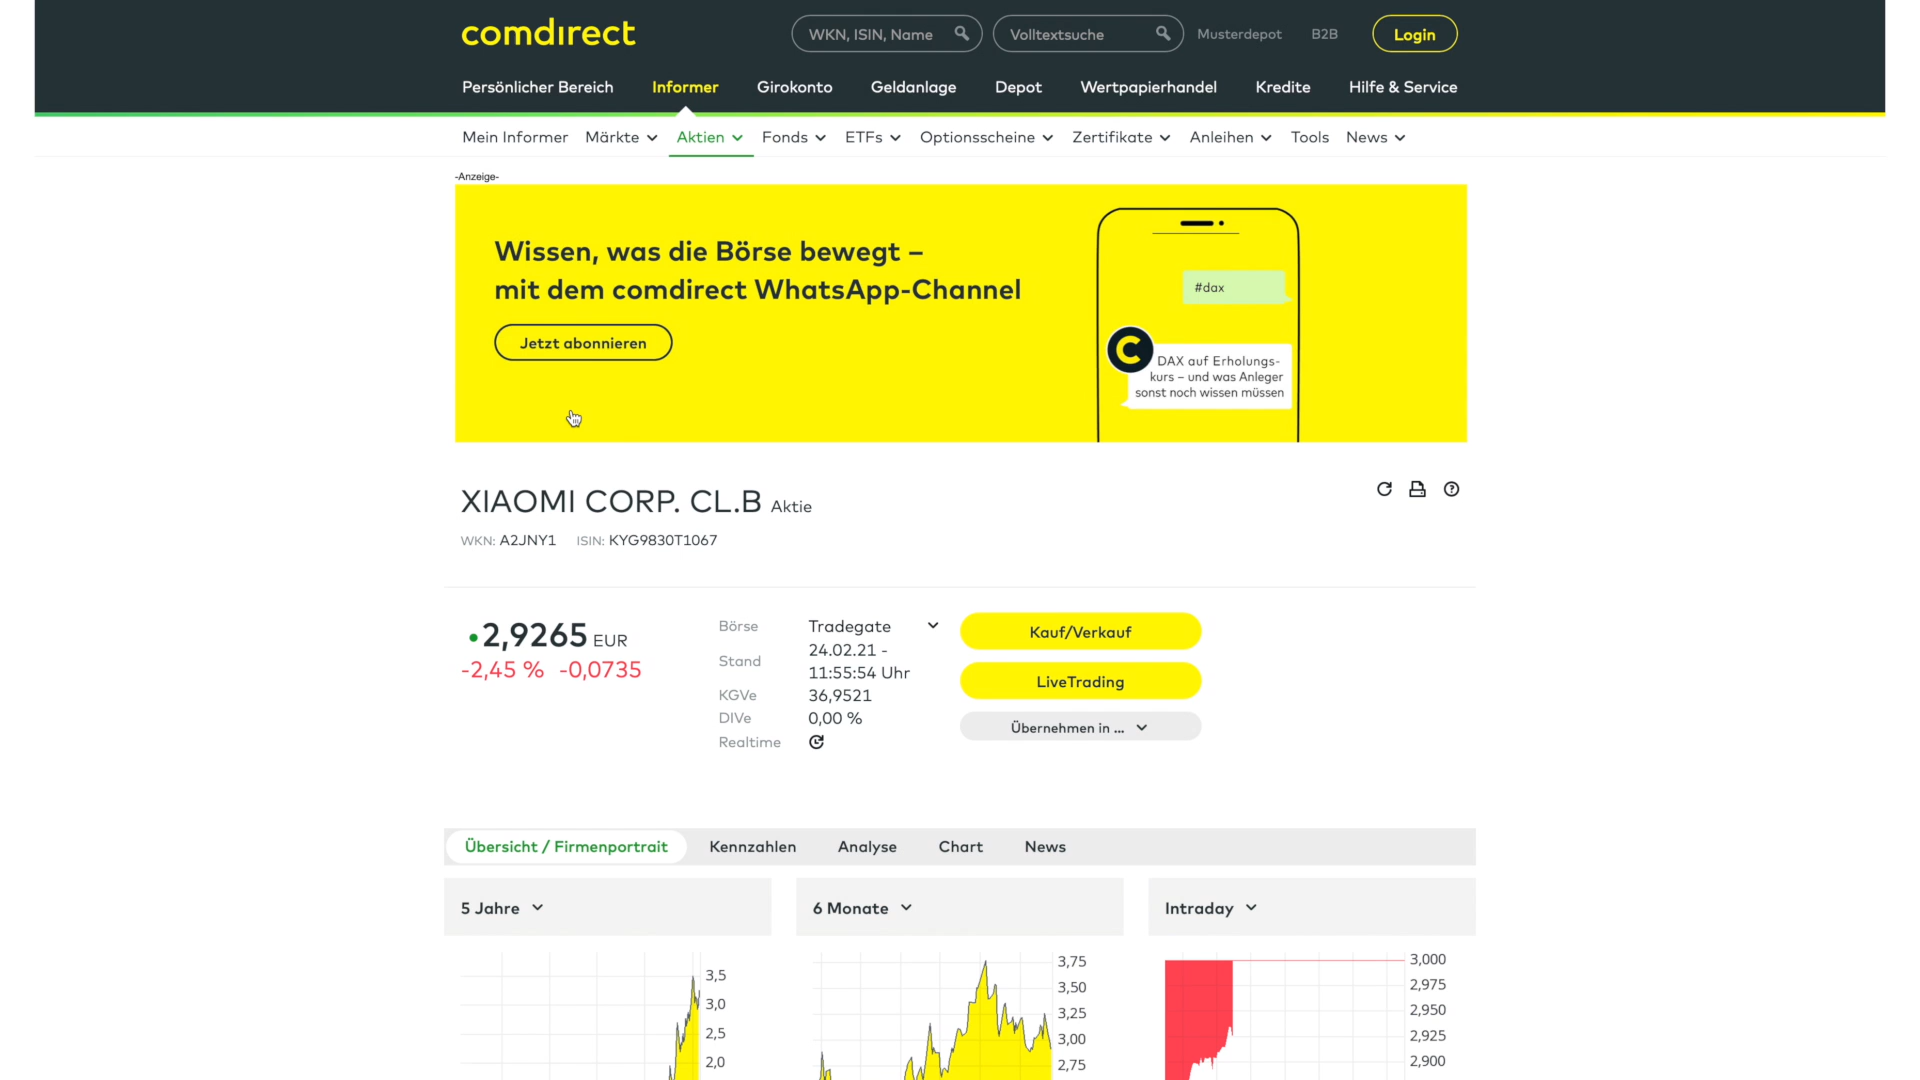 comdirect
WKN, ISIN, Name
Volltextsuche
Musterdepot
B2B
Login
Persönlicher Bereich
Informer
Girokonto
Geldanlage
Depot
Wertpapierhandel
Kredite
Hilfe & Service
Mein Informer
Märkte
Aktien
Fonds
ETFs
Optionsscheine
Zertifikate
Anleihen
Tools
News
-Anzeige-
Wissen, was die Börse bewegt –
mit dem comdirect WhatsApp-Channel
Jetzt abonnieren
#dax
C
DAX auf Erholungs-
kurs – und was Anleger
sonst noch wissen müssen
XIAOMI CORP. CL.B Aktie
WKN: A2JNY1 ISIN: KYG9830T1067
2,9265 EUR
-2,45 % -0,0735
Börse Tradegate
Stand 24.02.21 -
11:55:54 Uhr
KGVe 36,9521
DIVe 0,00 %
Realtime
Kauf/Verkauf
LiveTrading
Übernehmen in ...
Übersicht / Firmenportrait
Kennzahlen
Analyse
Chart
News
5 Jahre
3,5
3,0
2,5
2,0
6 Monate
3,75
3,50
3,25
3,00
2,75
Intraday
3,000
2,975
2,950
2,925
2,900